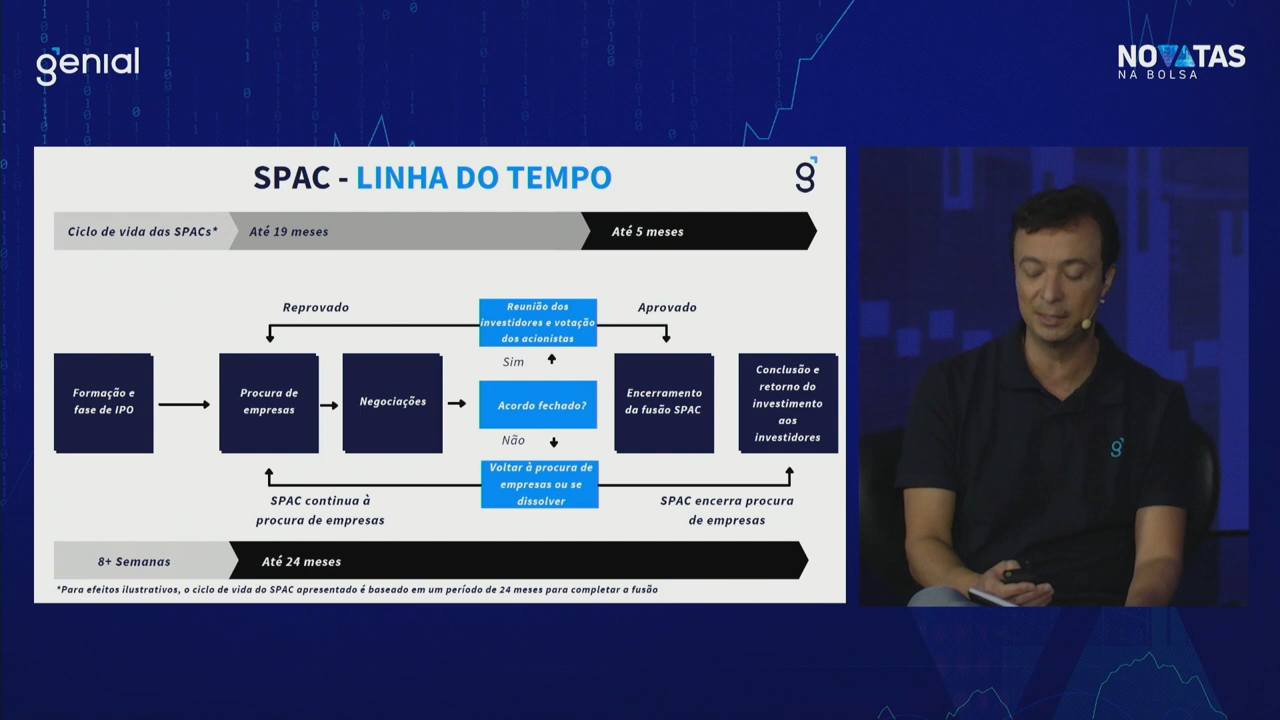 genial
NOVATAS
NA BOLSA
SPAC - LINHA DO TEMPO
g
Ciclo de vida das SPACs*
Até 19 meses
Até 5 meses
Reprovado
Reunião dos
investidores e votação
dos acionistas
Aprovado
Sim
Formação e
fase de IPO
Procura de
empresas
Negociações
Acordo fechado?
Encerramento
da fusão SPAC
Conclusão e
retorno do
investimento
aos
investidores
Não
Voltar à procura de
empresas ou se
dissolver
SPAC continua à
procura de empresas
SPAC encerra procura
de empresas
8+ Semanas
Até 24 meses
*Para efeitos ilustrativos, o ciclo de vida do SPAC apresentado é baseado em um período de 24 meses para completar a fusão
g